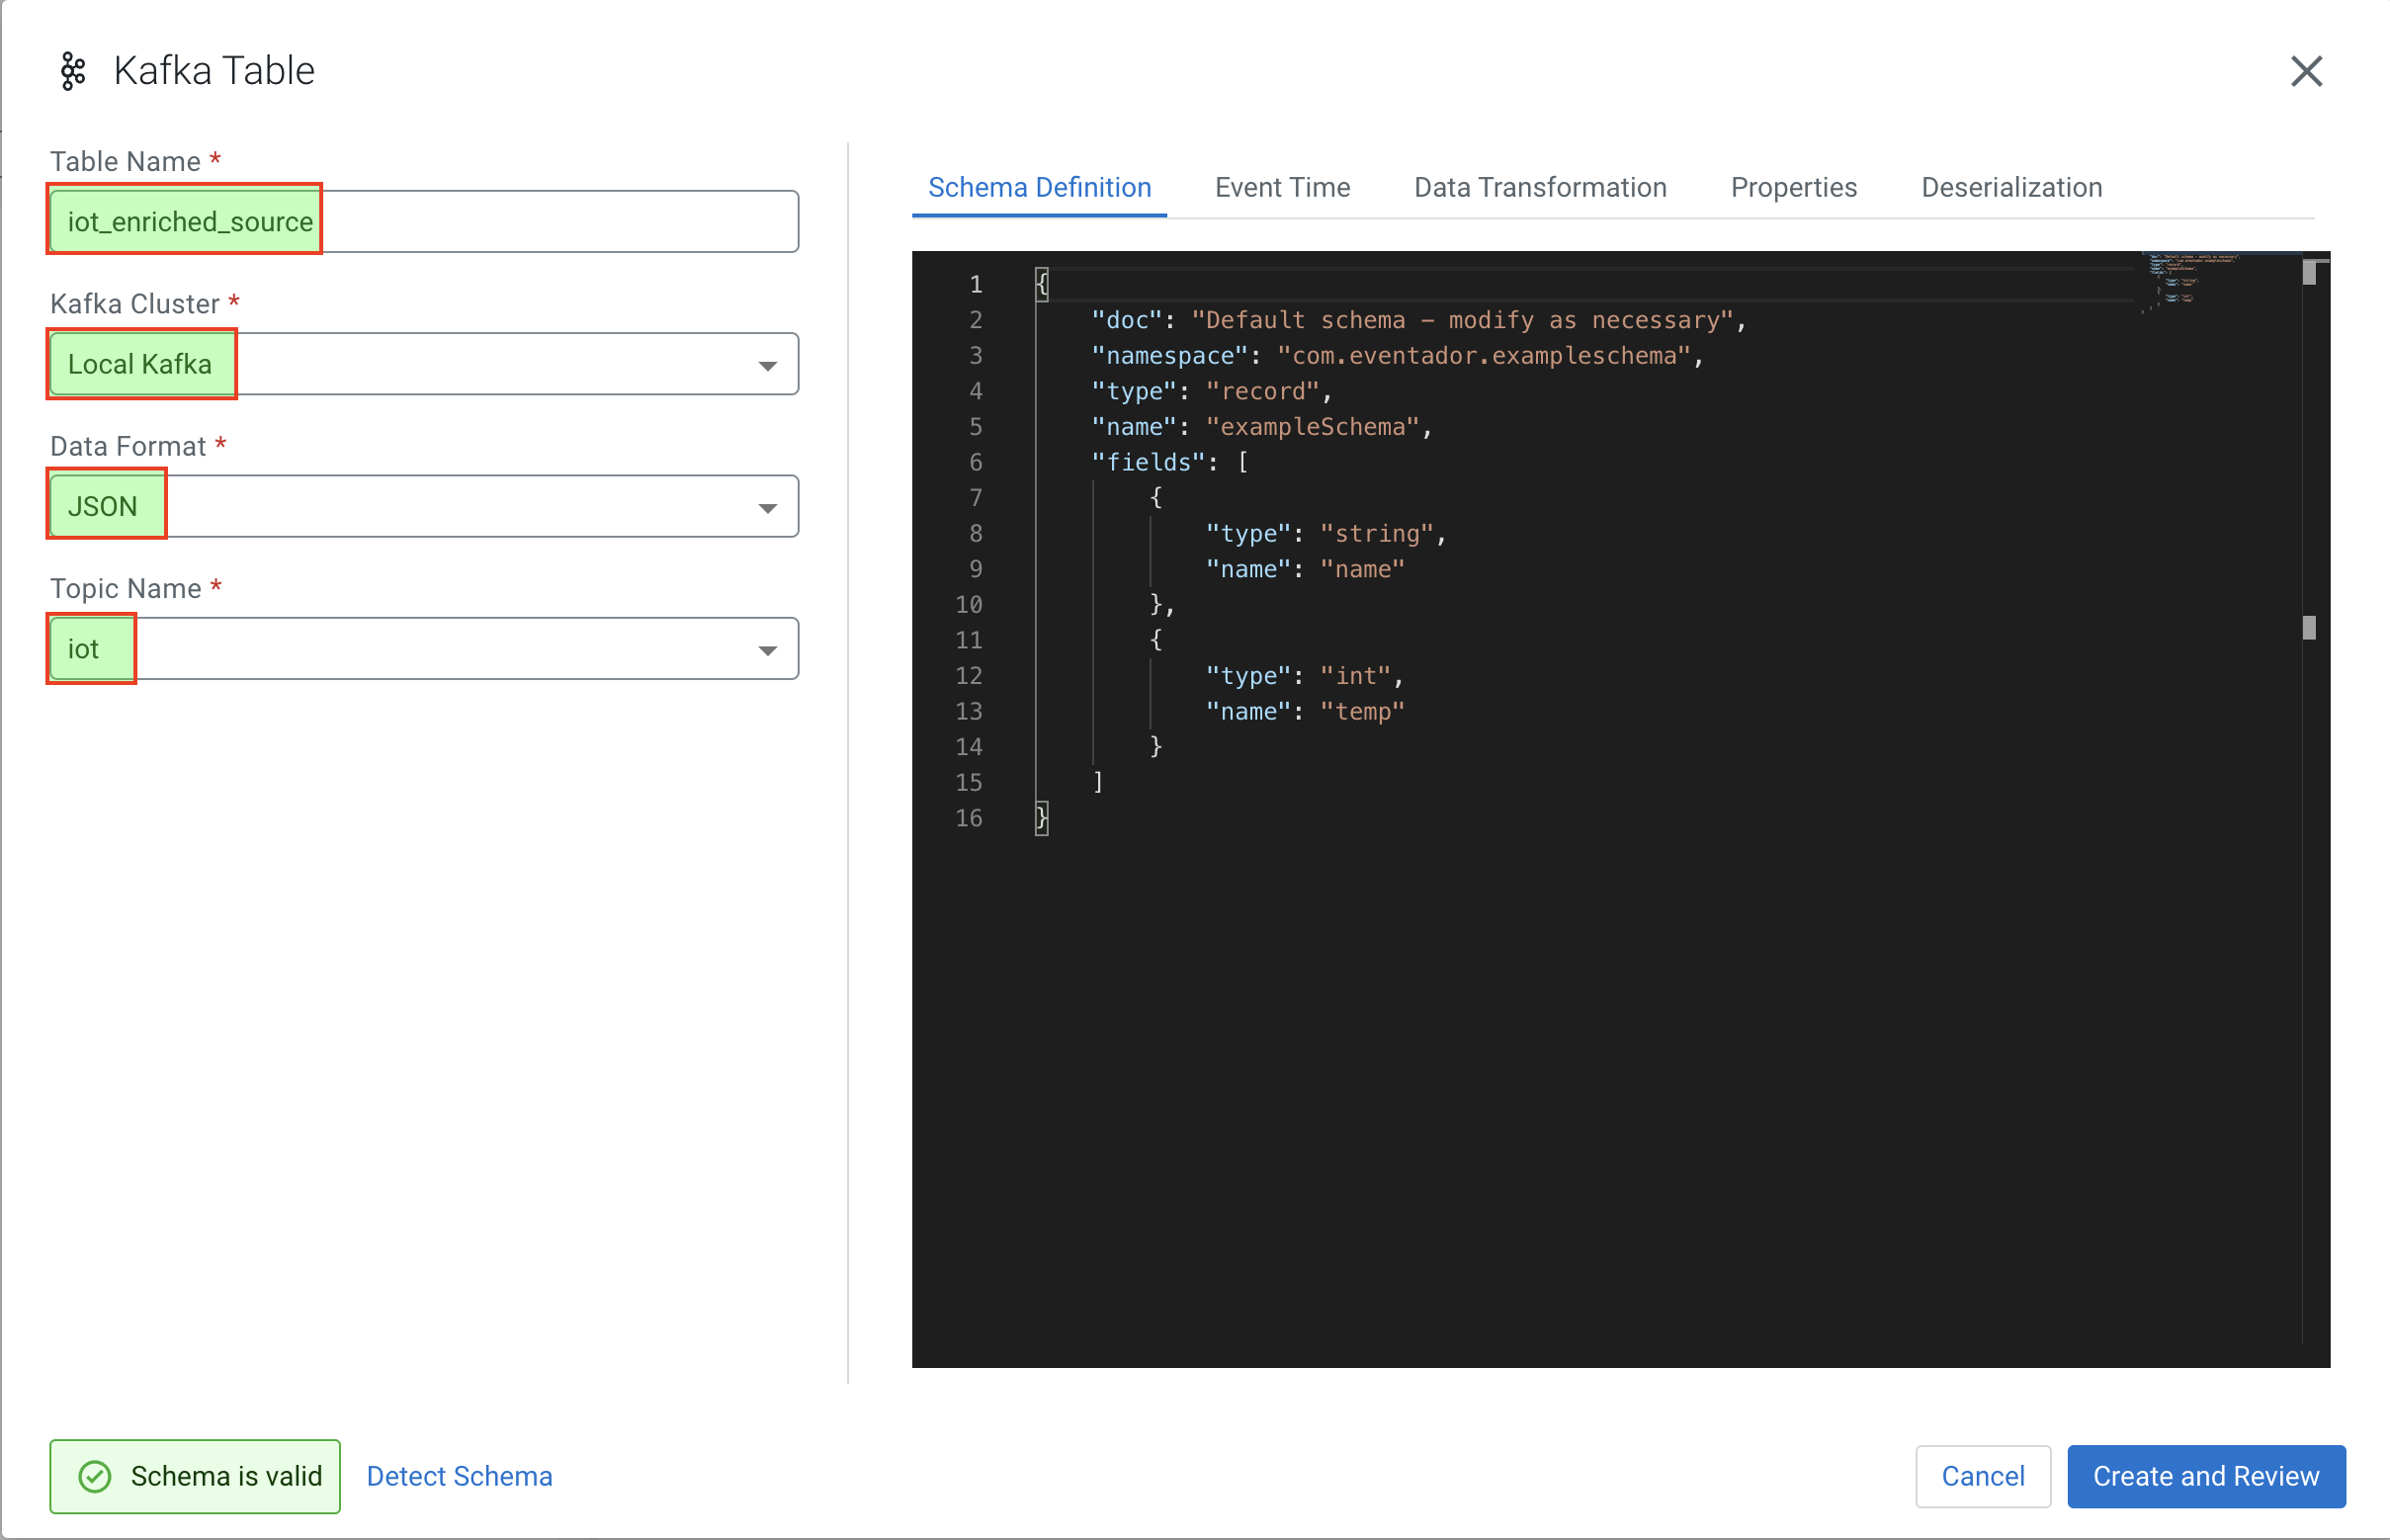 Kafka Table
Table Name *
iot_enriched_source
Kafka Cluster *
Local Kafka
Data Format *
JSON
Topic Name *
iot
Schema Definition Event Time Data Transformation Properties Deserialization
1 {
2 "doc": "Default schema – modify as necessary",
3 "namespace": "com.eventador.exampleschema",
4 "type": "record",
5 "name": "exampleSchema",
6 "fields": [
7 {
8 "type": "string",
9 "name": "name"
10 },
11 {
12 "type": "int",
13 "name": "temp"
14 }
15 ]
16 }
Schema is valid Detect Schema Cancel Create and Review